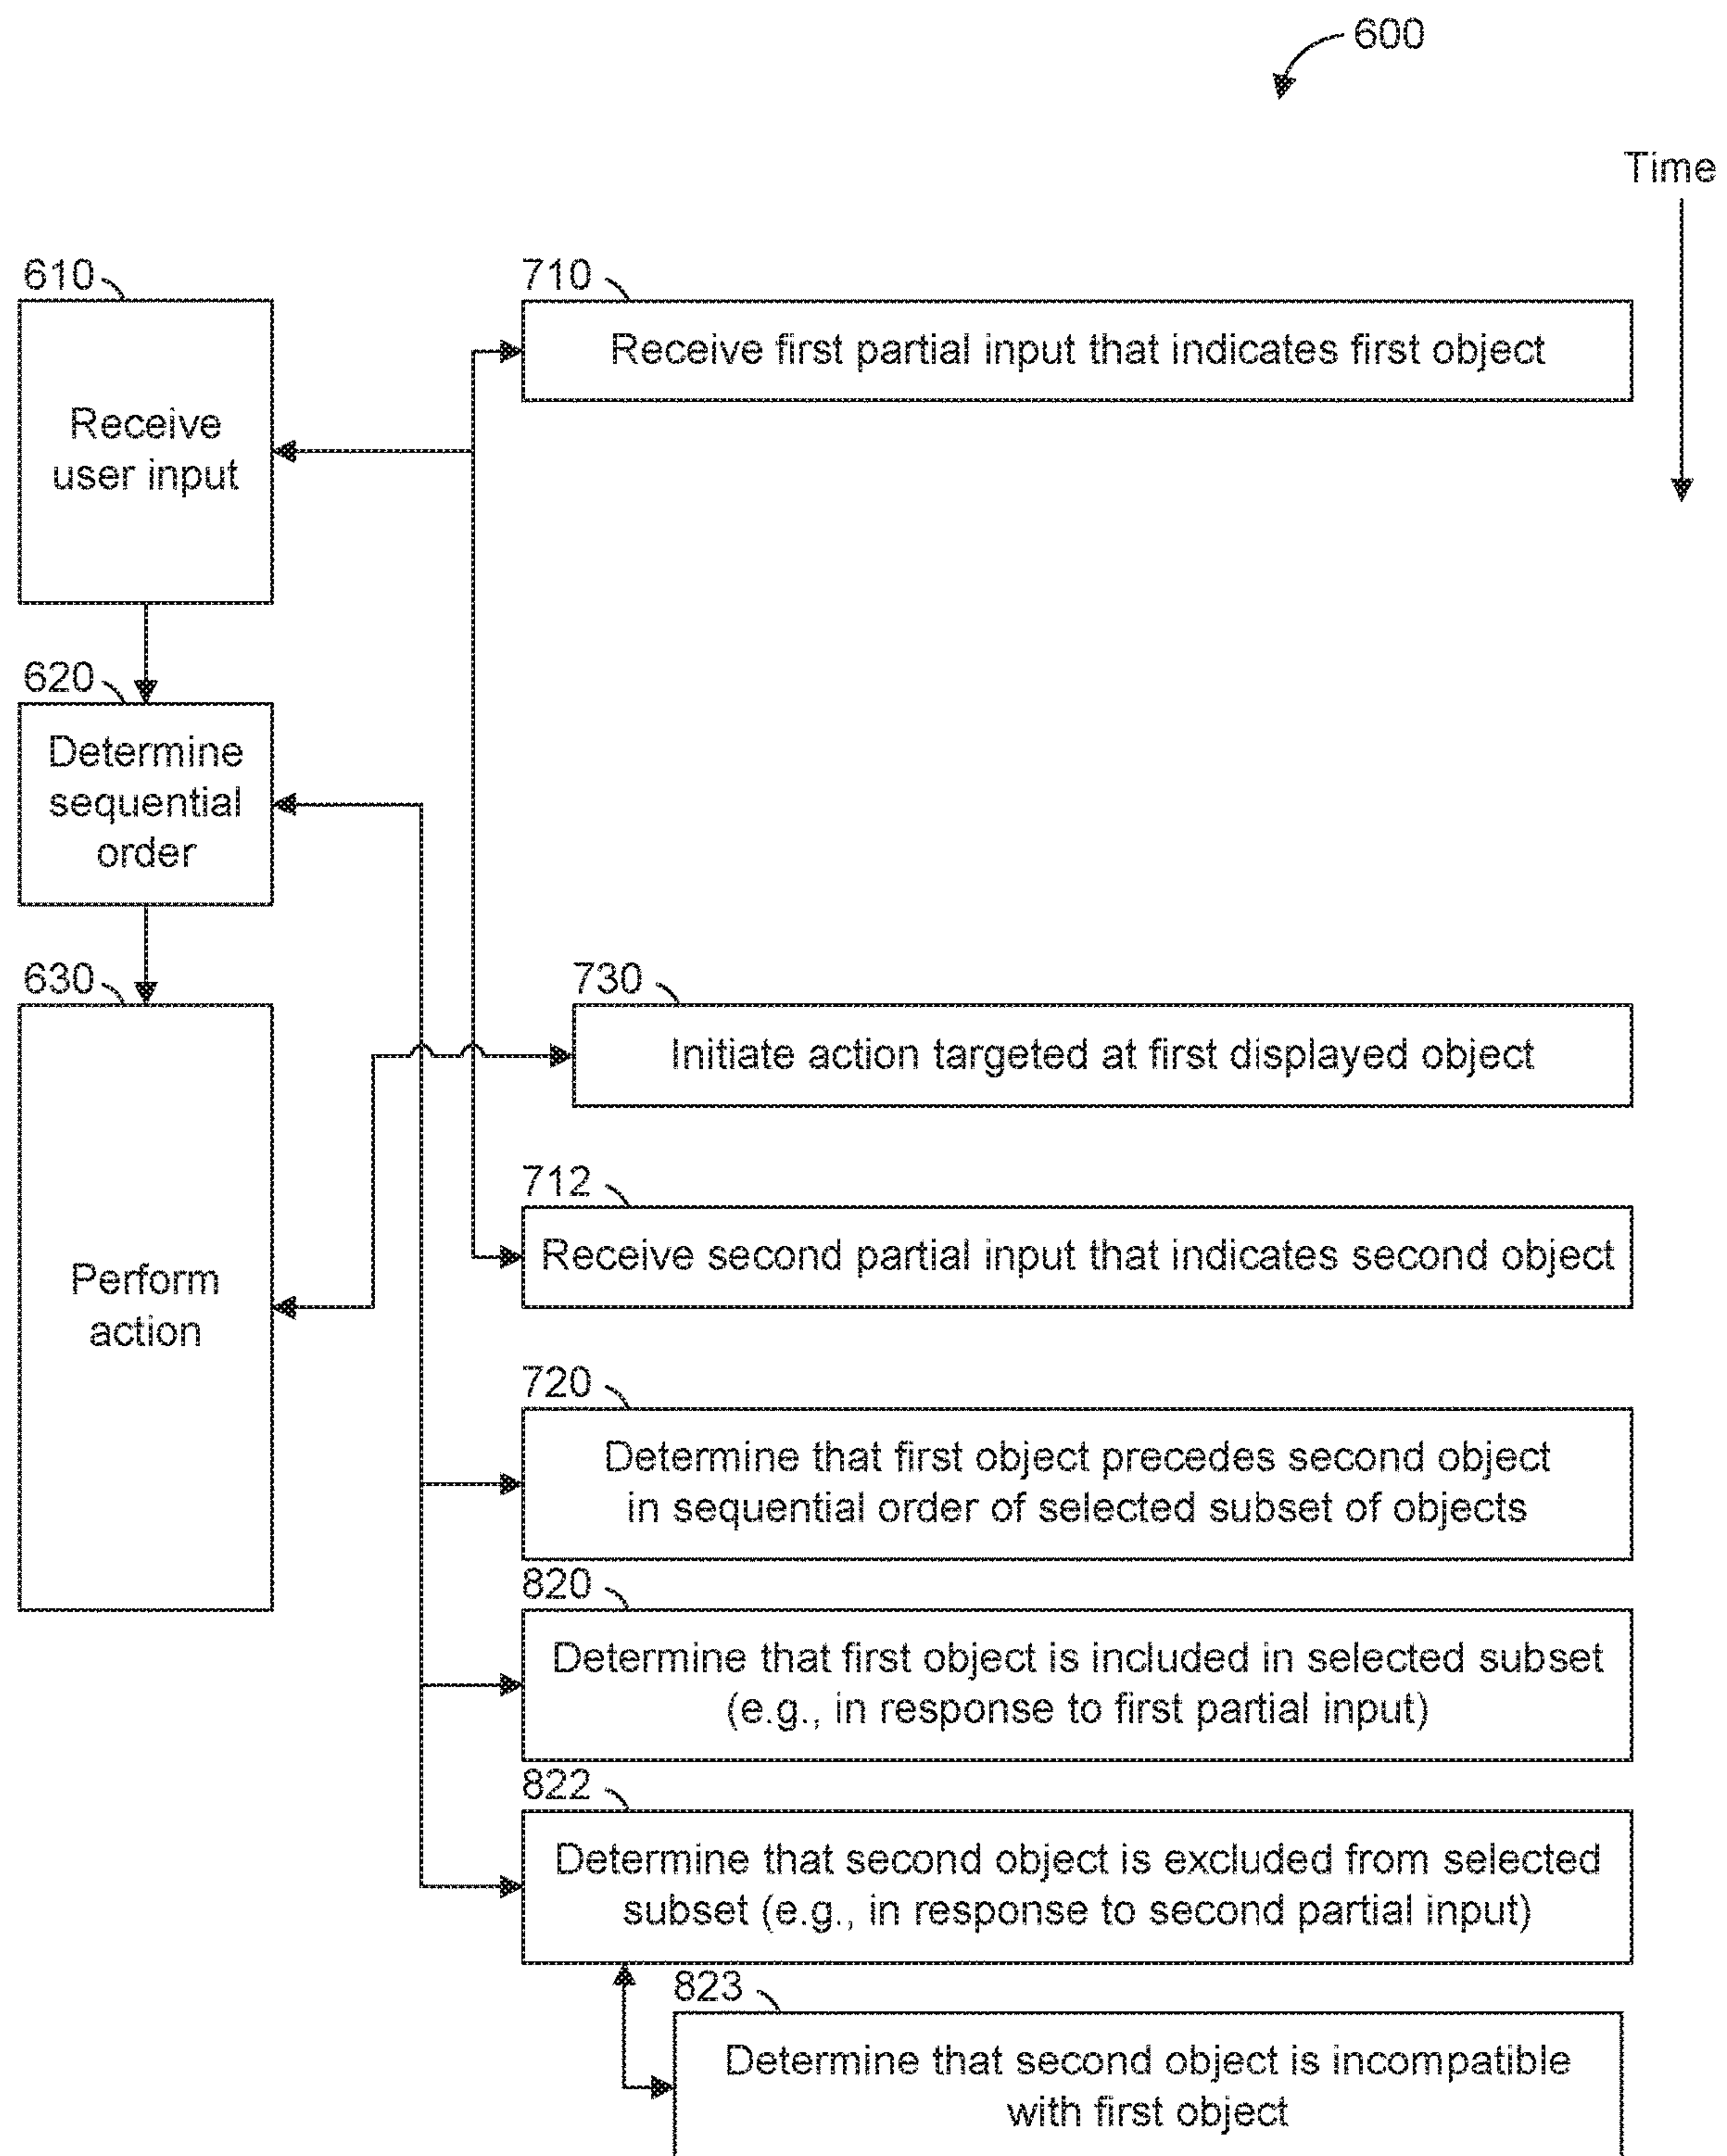 600
Time
610
Receive
user input
710
Receive first partial input that indicates first object
620
Determine
sequential
order
630
Perform
action
730
Initiate action targeted at first displayed object
712
Receive second partial input that indicates second object
720
Determine that first object precedes second object
in sequential order of selected subset of objects
820
Determine that first object is included in selected subset
(e.g., in response to first partial input)
822
Determine that second object is excluded from selected
subset (e.g., in response to second partial input)
823
Determine that second object is incompatible
with first object